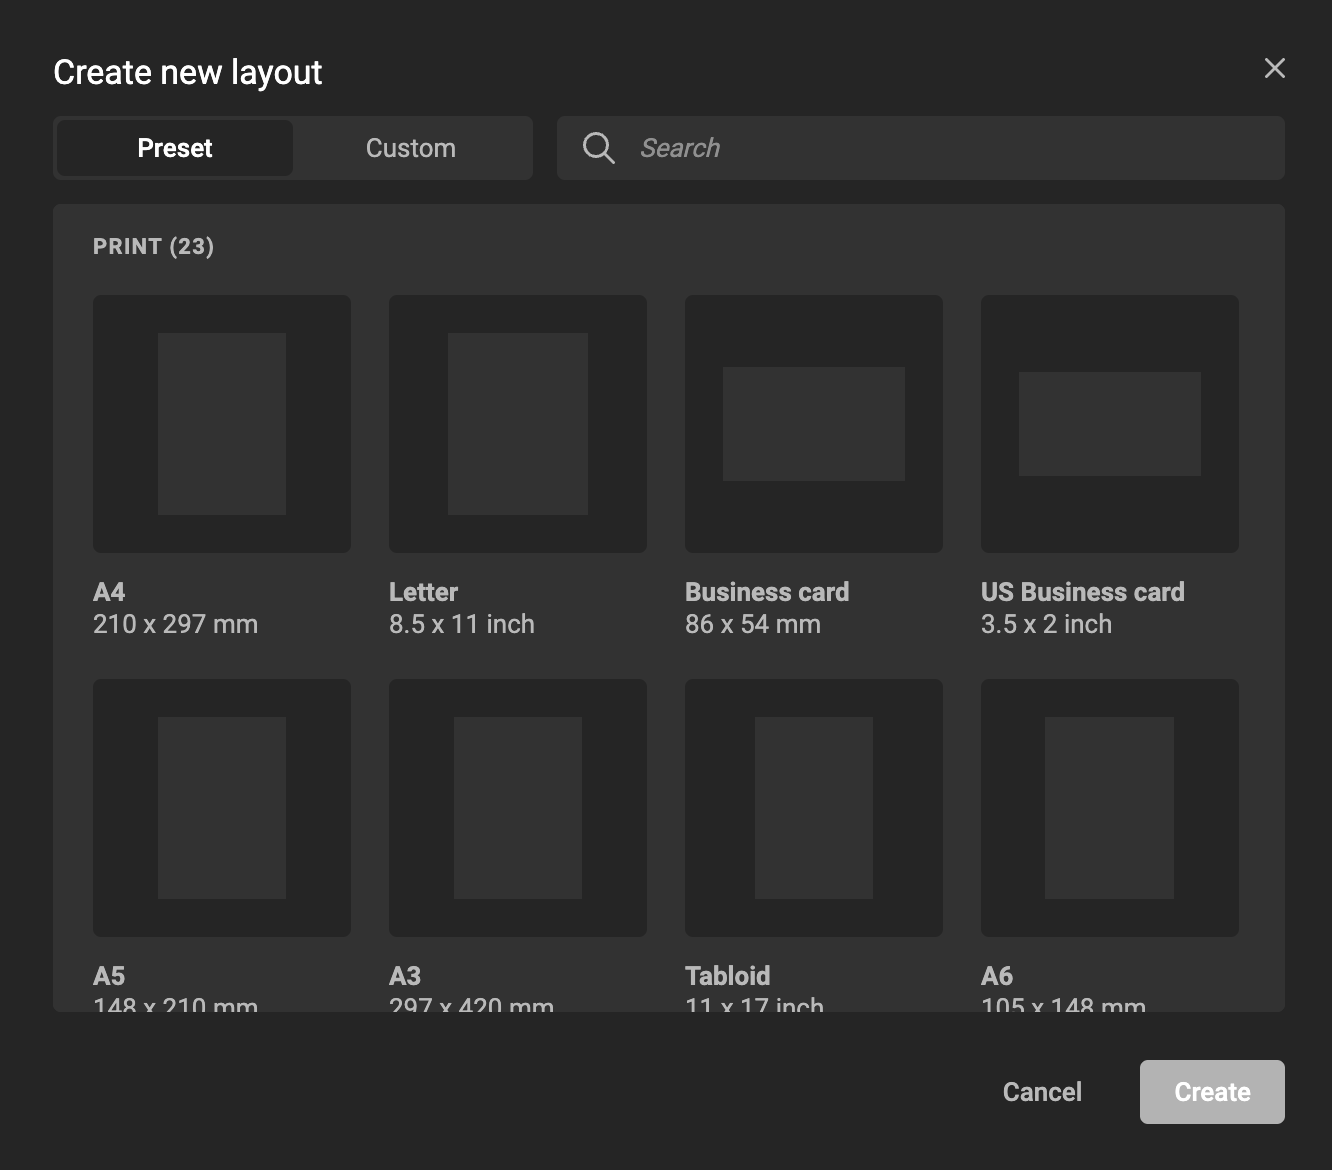 Create new layout
Preset
Custom
Search
PRINT (23)
A4
210 x 297 mm
Letter
8.5 x 11 inch
Business card
86 x 54 mm
US Business card
3.5 x 2 inch
A5
148 x 210 mm
A3
297 x 420 mm
Tabloid
11 x 17 inch
A6
105 x 148 mm
Cancel
Create